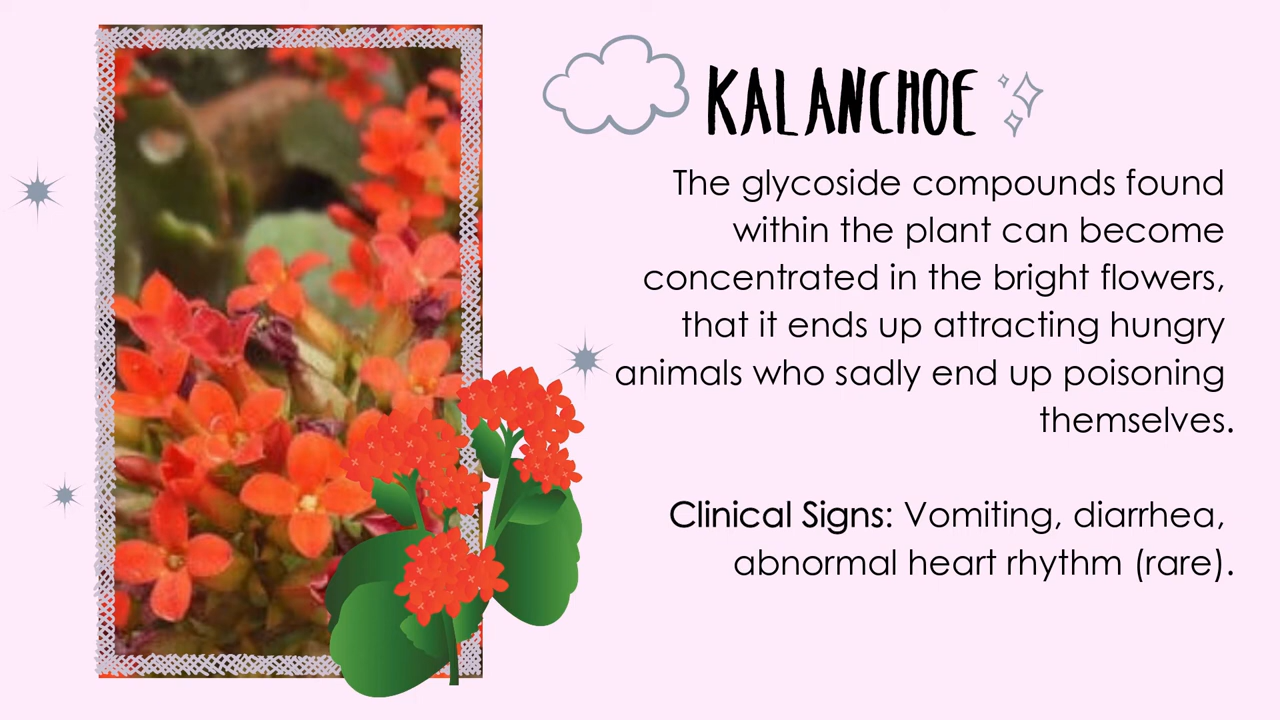 KALANCHOE
The glycoside compounds found
within the plant can become
concentrated in the bright flowers,
that it ends up attracting hungry
animals who sadly end up poisoning
themselves.
Clinical Signs: Vomiting, diarrhea,
abnormal heart rhythm (rare).